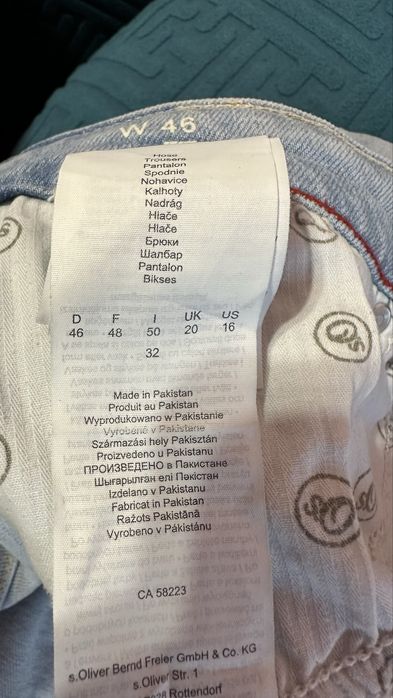 W 46
Hose
Trousers
Pantalon
Spodnie
Nohavice
Kalhoty
Nadrág
Hlače
Hlače
Брюки
Шалбар
Pantalon
Bikses
D F I UK US
46 48 50 20 16
32
Made in Pakistan
Produit au Pakistan
Wyprodukowano w Pakistanie
Vyrobené v Pakistane
Származási hely Pakisztán
Proizvedeno u Pakistanu
ПРОИЗВЕДЕНО в Пакистане
Шығарылған елі Пәкістан
Izdelano v Pakistanu
Fabricat in Pakistan
Ražots Pakistānā
Vyrobeno v Pákistánu
CA 58223
s.Oliver Bernd Freier GmbH & Co. KG
s.Oliver Str. 1
Rottendorf